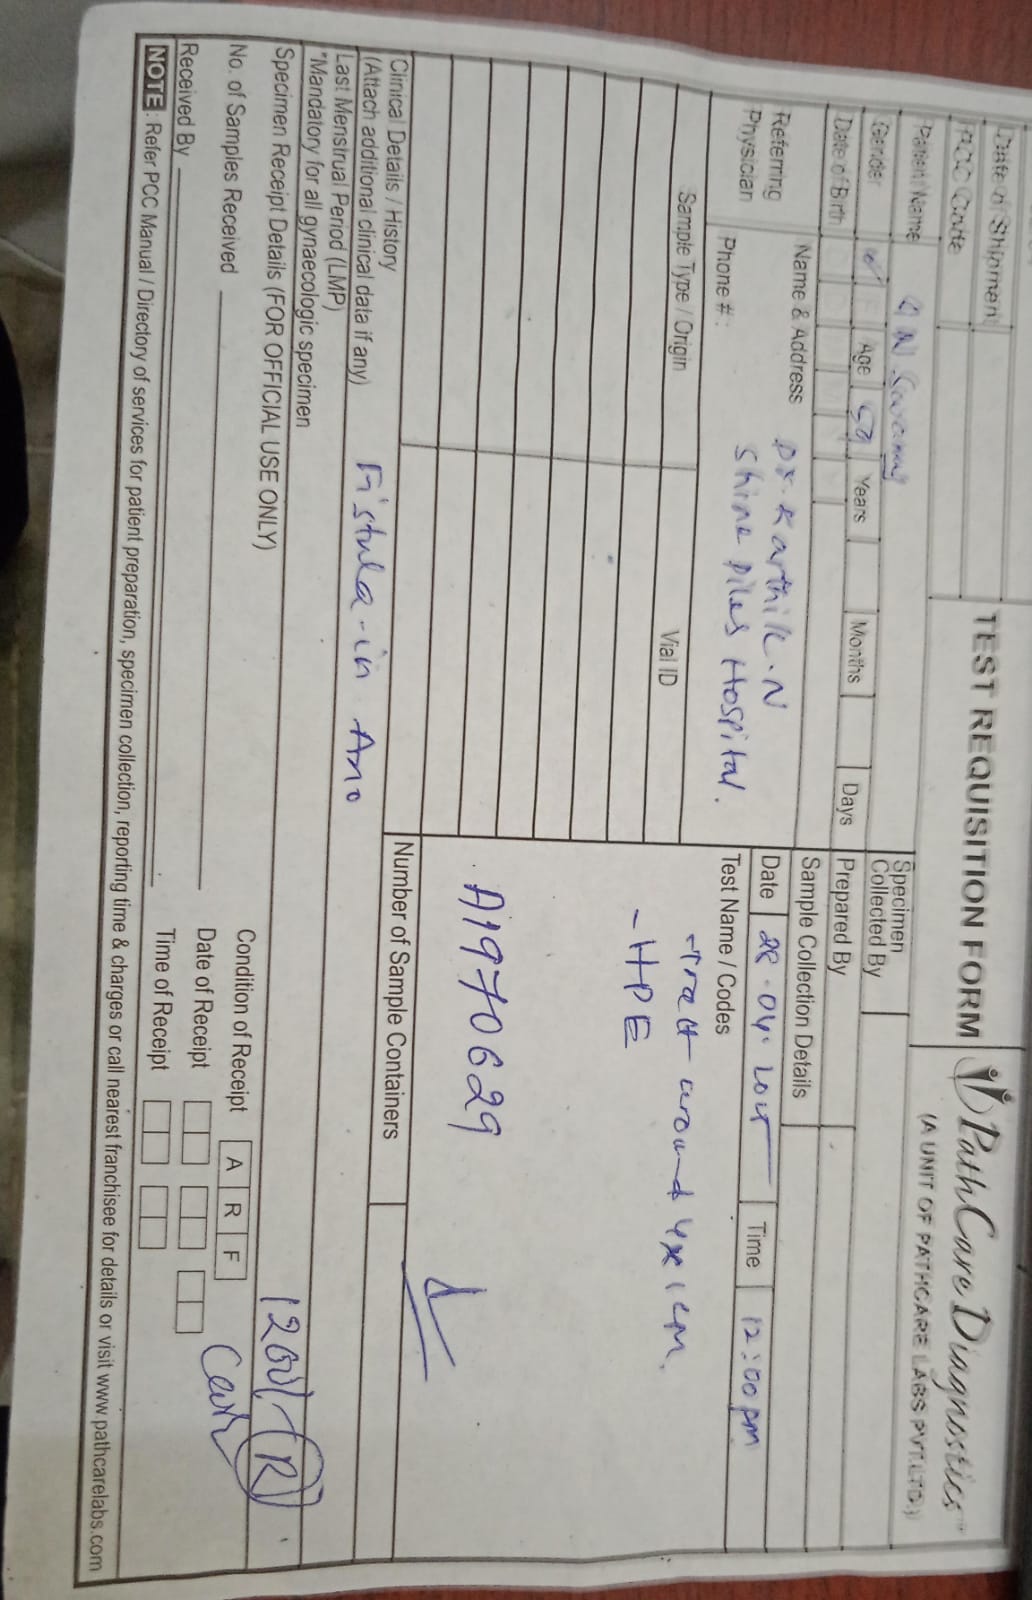 TEST REQUISITION FORM
PathCare Diagnostics
(A UNIT OF PATHCARE LABS PVT.LTD.)
Date of Shipment
PCC Code
Patient Name
Specimen Collected By
Gender
Age Years Months Days
Prepared By
Date of Birth
Sample Collection Details
Referring Physician
Name & Address Dr. Karthik. N
Shine Piles Hospital.
Phone # :
Date 28.04. Time 12:00 pm
Sample Type / Origin
Vial ID
Test Name / Codes
- Tract around 4x1cm.
- HPE
A1970629
Number of Sample Containers
Clinical Details / History
(Attach additional clinical data if any)
Fistula-in Ano
Last Menstrual Period (LMP)
*Mandatory for all gynaecologic specimen
Specimen Receipt Details (FOR OFFICIAL USE ONLY)
1200/- R
No. of Samples Received
Condition of Receipt A R F
Received By
Date of Receipt
Time of Receipt
NOTE: Refer PCC Manual / Directory of services for patient preparation, specimen collection, reporting time & charges or call nearest franchisee for details or visit www.pathcarelabs.com